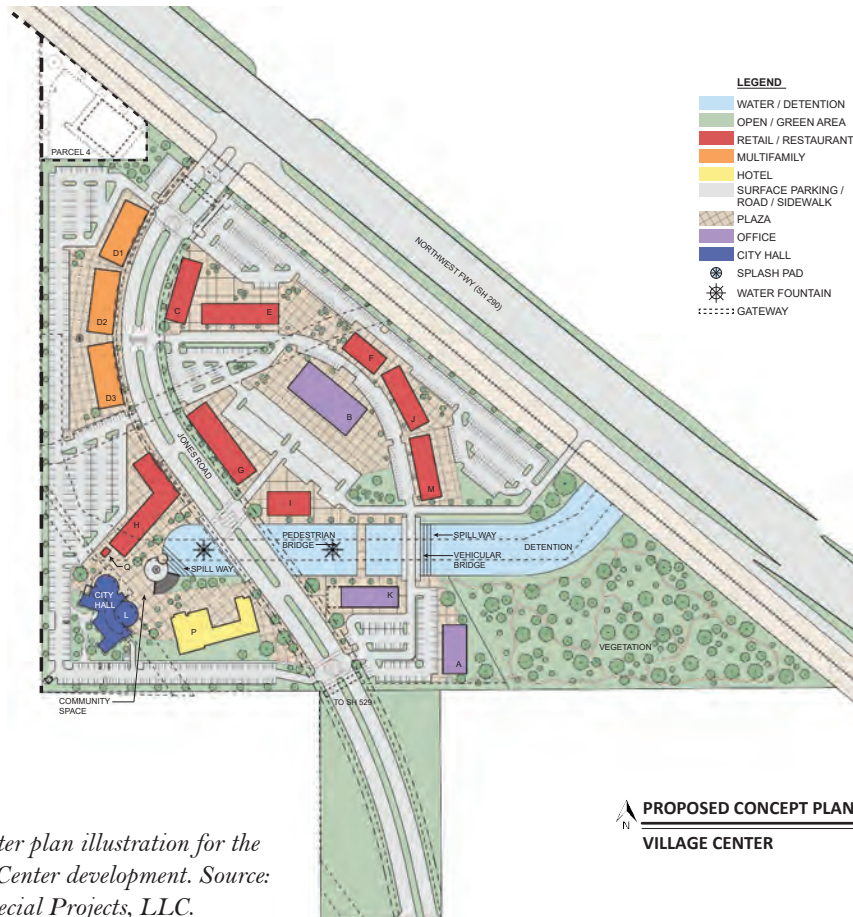 LEGEND
WATER / DETENTION
OPEN / GREEN AREA
RETAIL / RESTAURANT
MULTIFAMILY
HOTEL
SURFACE PARKING /
ROAD / SIDEWALK
PLAZA
OFFICE
CITY HALL
SPLASH PAD
WATER FOUNTAIN
GATEWAY
PARCEL 4
NORTHWEST FWY (SH 290)
D1
D2
D3
C
E
F
B
J
M
JONES ROAD
G
H
I
PEDESTRIAN
BRIDGE
SPILL WAY
VEHICULAR
BRIDGE
DETENTION
Q
SPILL WAY
CITY
HALL
L
P
K
A
VEGETATION
COMMUNITY
SPACE
TO SH 529
N
PROPOSED CONCEPT PLAN
VILLAGE CENTER
ter plan illustration for the
Center development. Source:
ecial Projects, LLC.